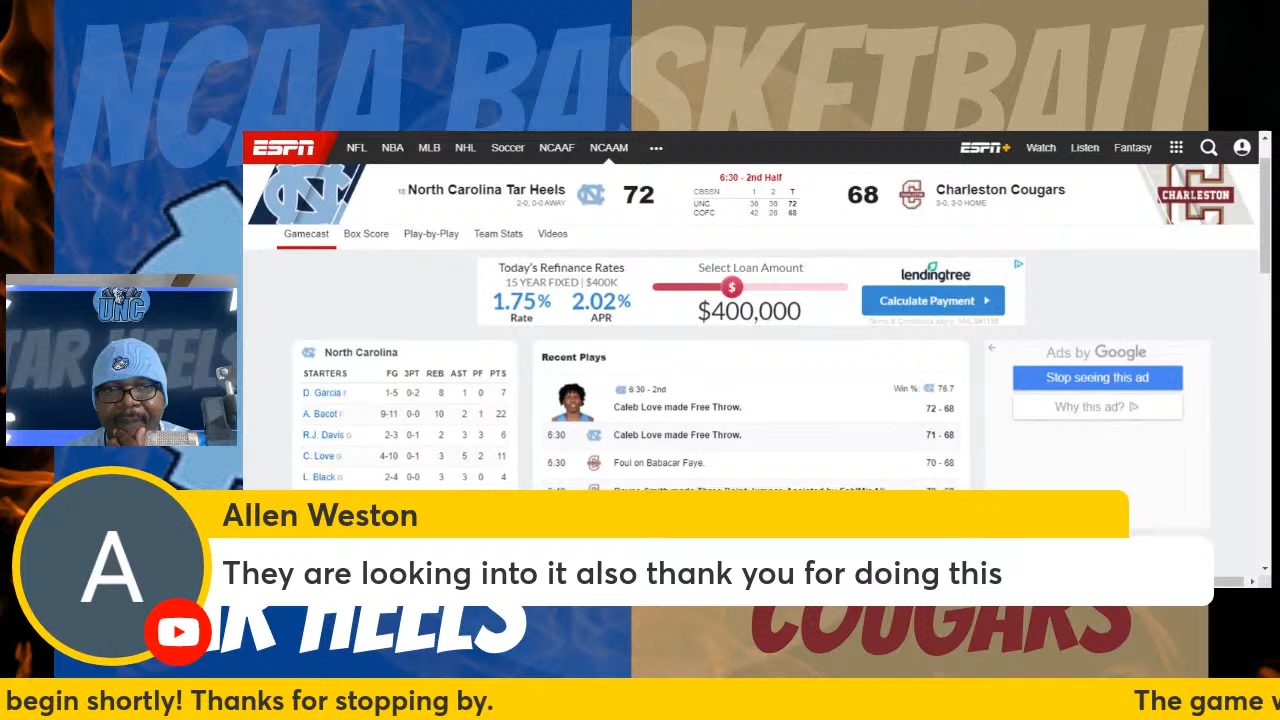 NCAA BASKETBALL
ESPN NFL NBA MLB NHL Soccer NCAAF NCAAM ••• ESPN+ Watch Listen Fantasy
18 North Carolina Tar Heels 72
2-0, 0-0 AWAY
6:30 - 2nd Half
CBSSN 1 2 T
UNC 36 36 72
COFC 42 26 68
68 Charleston Cougars
3-0, 3-0 HOME
CHARLESTON
Gamecast Box Score Play-by-Play Team Stats Videos
Today's Refinance Rates
15 YEAR FIXED | $400K
1.75% 2.02%
Rate APR
Select Loan Amount
$
$400,000
lendingtree
Calculate Payment
North Carolina
STARTERS FG 3PT REB AST PF PTS
D. Garcia F 1-5 0-2 8 1 0 7
A. Bacot F 9-11 0-0 10 2 1 22
R.J. Davis G 2-3 0-1 2 3 3 6
C. Love G 4-10 0-1 3 5 2 11
L. Black G 2-4 0-0 3 3 0 4
Recent Plays
6:30 - 2nd Win %: 76.7
Caleb Love made Free Throw. 72 - 68
6:30 Caleb Love made Free Throw. 71 - 68
6:30 Foul on Babacar Faye. 70 - 68
Ads by Google
Stop seeing this ad
Why this ad?
UNC
TAR HEELS
A
Allen Weston
They are looking into it also thank you for doing this
AR HEELS
COUGARS
begin shortly! Thanks for stopping by. The game w